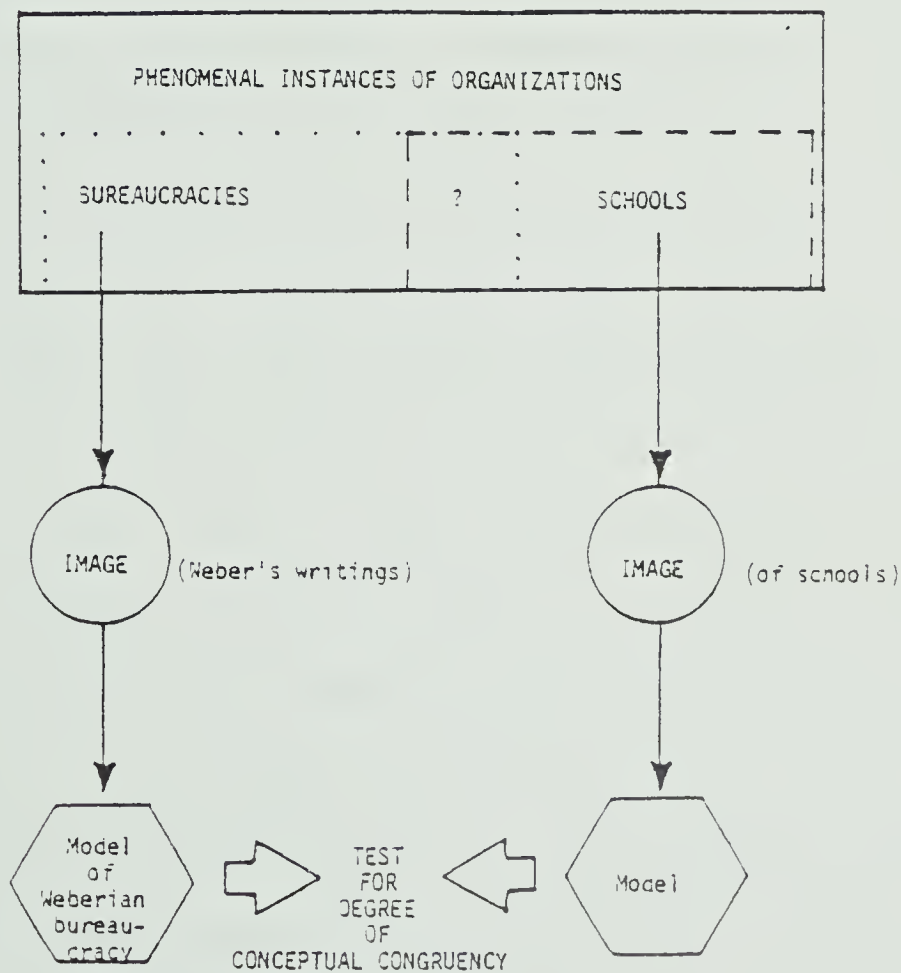 PHENOMENAL INSTANCES OF ORGANIZATIONS
BUREAUCRACIES ? SCHOOLS
IMAGE (Weber's writings) IMAGE (of schools)
Model
of
Weberian
bureau-
cracy
TEST
FOR
DEGREE
OF
CONCEPTUAL CONGRUENCY
Model